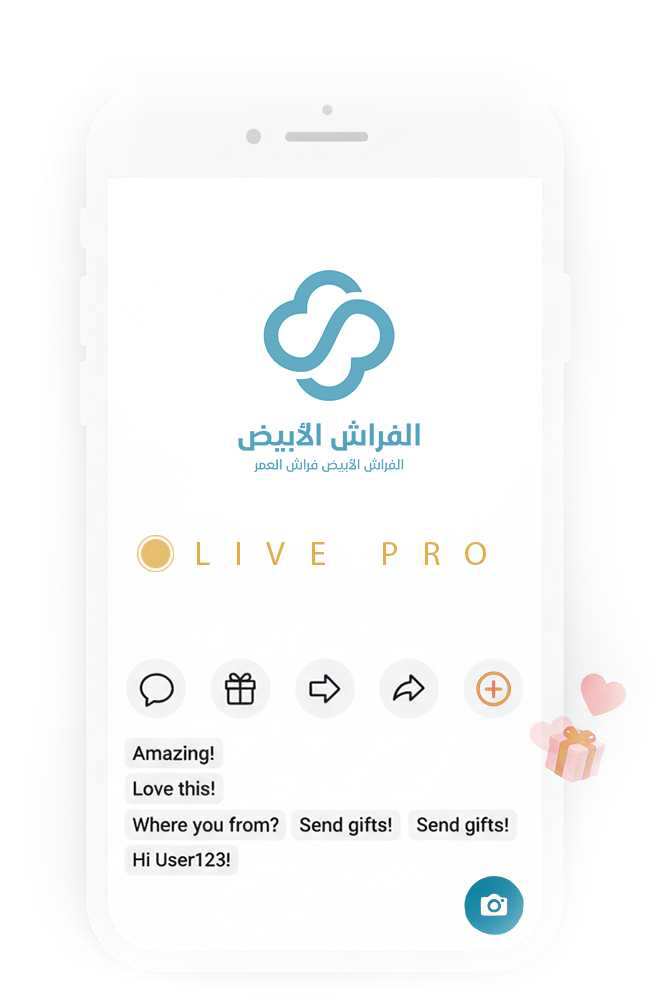 الفراش الأبيض
الفراش الأبيض فراش العمر
LIVE PRO
Amazing!
Love this!
Where you from? Send gifts! Send gifts!
Hi User123!